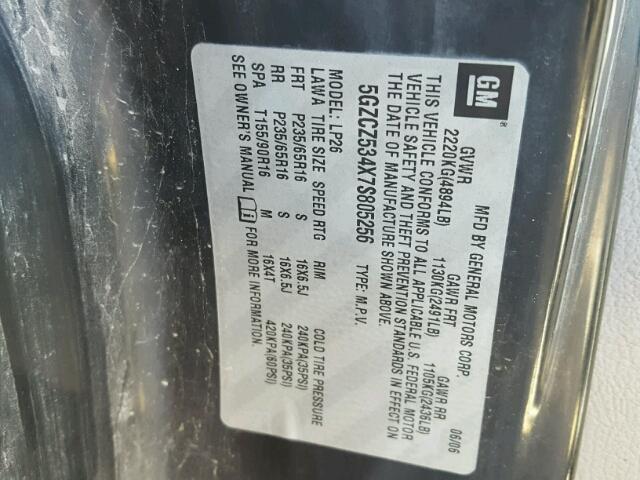 GM
®
MFD BY GENERAL MOTORS CORP. 06/06
GVWR GAWR FRT GAWR RR
2220KG(4894LB) 1130KG(2491LB) 1105KG(2436LB)
THIS VEHICLE CONFORMS TO ALL APPLICABLE U.S. FEDERAL MOTOR
VEHICLE SAFETY AND THEFT PREVENTION STANDARDS IN EFFECT ON
THE DATE OF MANUFACTURE SHOWN ABOVE.
5GZCZ534X7S805256 TYPE: M.P.V.
MODEL: LP26
LAWA TIRE SIZE SPEED RTG RIM COLD TIRE PRESSURE
FRT P235/65R16 S 16X6.5J 240KPA(35PSI)
RR P235/65R16 S 16X6.5J 240KPA(35PSI)
SPA T155/90R16 M 16X4T 420KPA(60PSI)
SEE OWNER'S MANUAL FOR MORE INFORMATION.